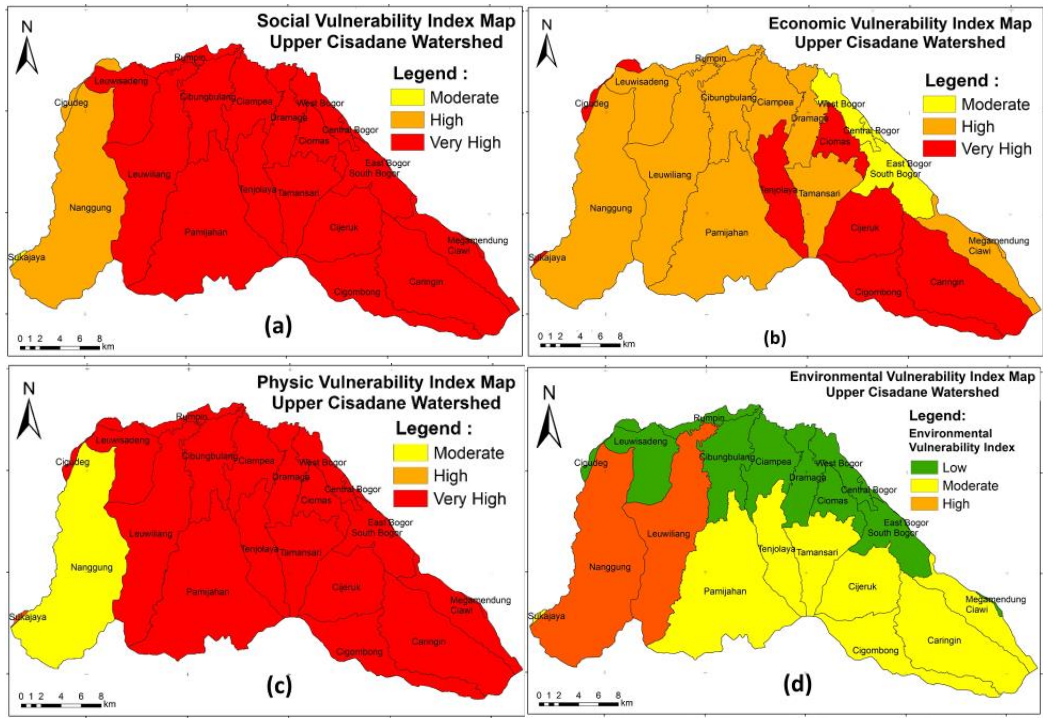 Social Vulnerability Index Map
Upper Cisadane Watershed
N
Legend :
Moderate
High
Very High
Rumpin
Leuwisadeng
Cigudeg
Cibungbulang
Ciampea
West Bogor
Dramaga
Central Bogor
Ciomas
East Bogor
South Bogor
Leuwiliang
Tenjolaya
Tamansari
Nanggung
Pamijahan
Cijeruk
Megamendung
Ciawi
Sukajaya
Caringin
Cigombong
(a)
0 1 2 4 6 8
km
Economic Vulnerability Index Map
Upper Cisadane Watershed
N
Legend :
Moderate
High
Very High
Rumpin
Leuwisadeng
Cigudeg
Cibungbulang
Ciampea
West Bogor
Dramaga
Central Bogor
Ciomas
East Bogor
South Bogor
Leuwiliang
Tenjolaya
Tamansari
Nanggung
Pamijahan
Cijeruk
Megamendung
Ciawi
Sukajaya
Caringin
Cigombong
(b)
0 1 2 4 6 8
km
Physic Vulnerability Index Map
Upper Cisadane Watershed
N
Legend :
Moderate
High
Very High
Rumpin
Leuwisadeng
Cigudeg
Cibungbulang
Ciampea
West Bogor
Dramaga
Central Bogor
Ciomas
East Bogor
South Bogor
Leuwiliang
Tenjolaya
Tamansari
Nanggung
Pamijahan
Cijeruk
Megamendung
Ciawi
Sukajaya
Caringin
Cigombong
(c)
0 1 2 4 6 8
km
Environmental Vulnerability Index Map
Upper Cisadane Watershed
N
Legend:
Environmental
Vulnerability Index
Low
Moderate
High
Rumpin
Leuwisadeng
Cigudeg
Cibungbulang
Ciampea
West Bogor
Dramaga
Central Bogor
Ciomas
East Bogor
South Bogor
Leuwiliang
Tenjolaya
Tamansari
Nanggung
Pamijahan
Cijeruk
Megamendung
Ciawi
Sukajaya
Caringin
Cigombong
(d)
0 1 2 4 6 8
km